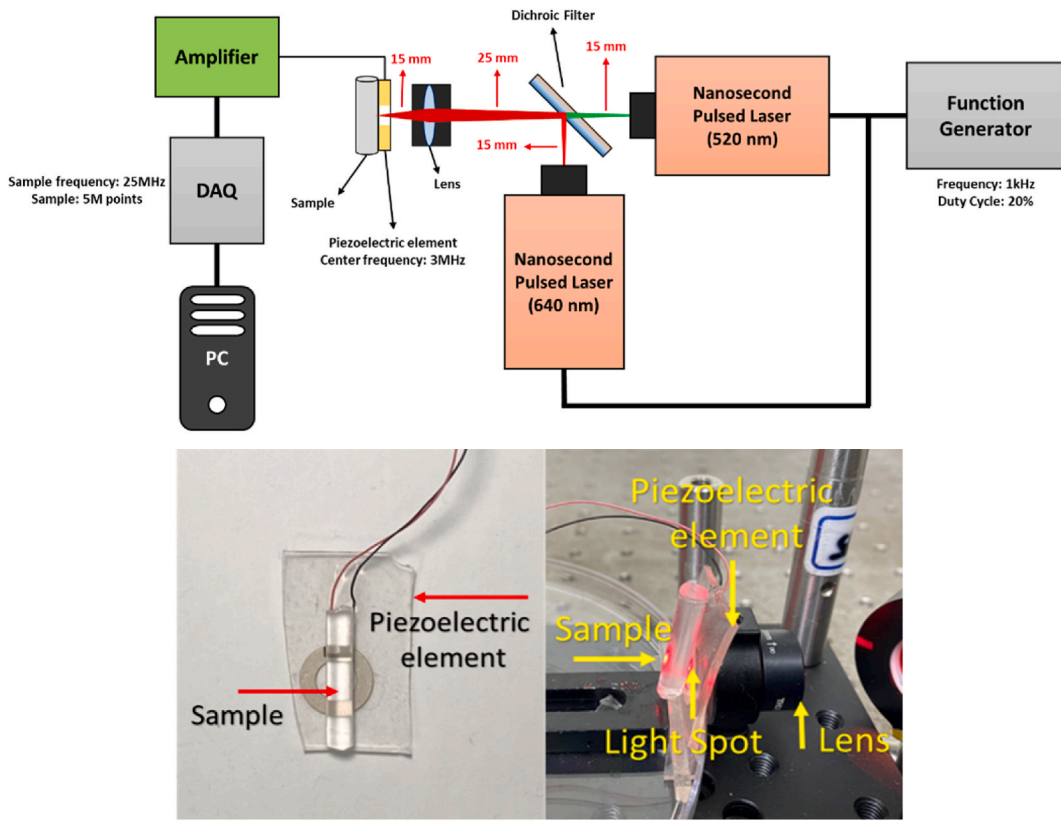 Dichroic Filter
Amplifier
15 mm
25 mm
15 mm
Nanosecond
Pulsed Laser
(520 nm)
Function
Generator
15 mm
Sample frequency: 25MHz
Sample: 5M points
DAQ
Sample
Lens
Frequency: 1kHz
Duty Cycle: 20%
Piezoelectric element
Center frequency: 3MHz
Nanosecond
Pulsed Laser
(640 nm)
PC
Piezoelectric
element
Sample
Piezoelectric
element
Sample
Light Spot
Lens